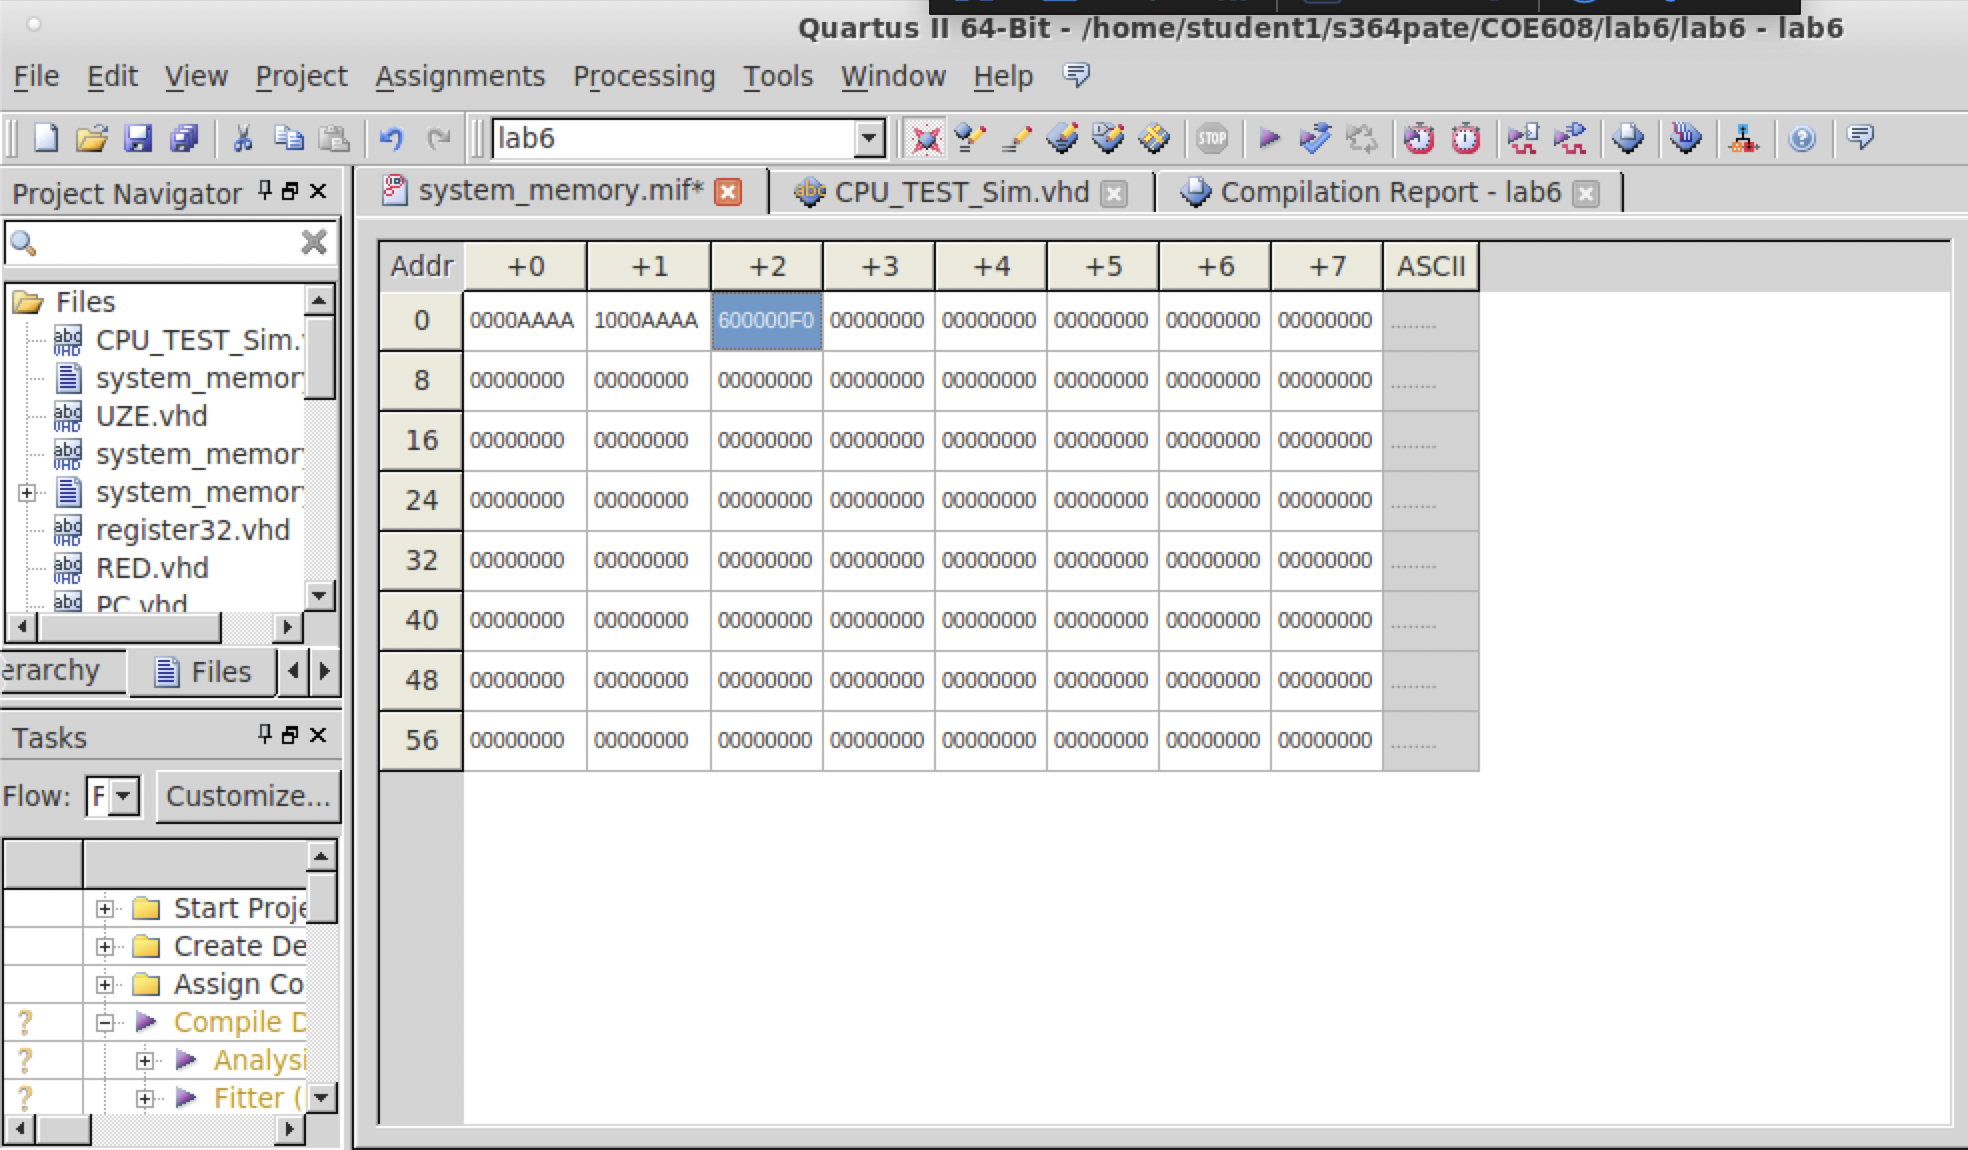 Quartus II 64-Bit - /home/student1/s364pate/COE608/lab6/lab6 - lab6
File Edit View Project Assignments Processing Tools Window Help
lab6
STOP
Project Navigator
system_memory.mif*
CPU_TEST_Sim.vhd
Compilation Report - lab6
Files
CPU_TEST_Sim.
system_memor
UZE.vhd
system_memor
system_memor
register32.vhd
RED.vhd
PC.vhd
erarchy
Files
Tasks
Flow: F Customize...
Start Proje
Create De
Assign Co
? Compile D
? Analysi
? Fitter (
Addr +0 +1 +2 +3 +4 +5 +6 +7 ASCII
0 0000AAAA 1000AAAA 600000F0 00000000 00000000 00000000 00000000 00000000 ........
8 00000000 00000000 00000000 00000000 00000000 00000000 00000000 00000000 ........
16 00000000 00000000 00000000 00000000 00000000 00000000 00000000 00000000 ........
24 00000000 00000000 00000000 00000000 00000000 00000000 00000000 00000000 ........
32 00000000 00000000 00000000 00000000 00000000 00000000 00000000 00000000 ........
40 00000000 00000000 00000000 00000000 00000000 00000000 00000000 00000000 ........
48 00000000 00000000 00000000 00000000 00000000 00000000 00000000 00000000 ........
56 00000000 00000000 00000000 00000000 00000000 00000000 00000000 00000000 ........